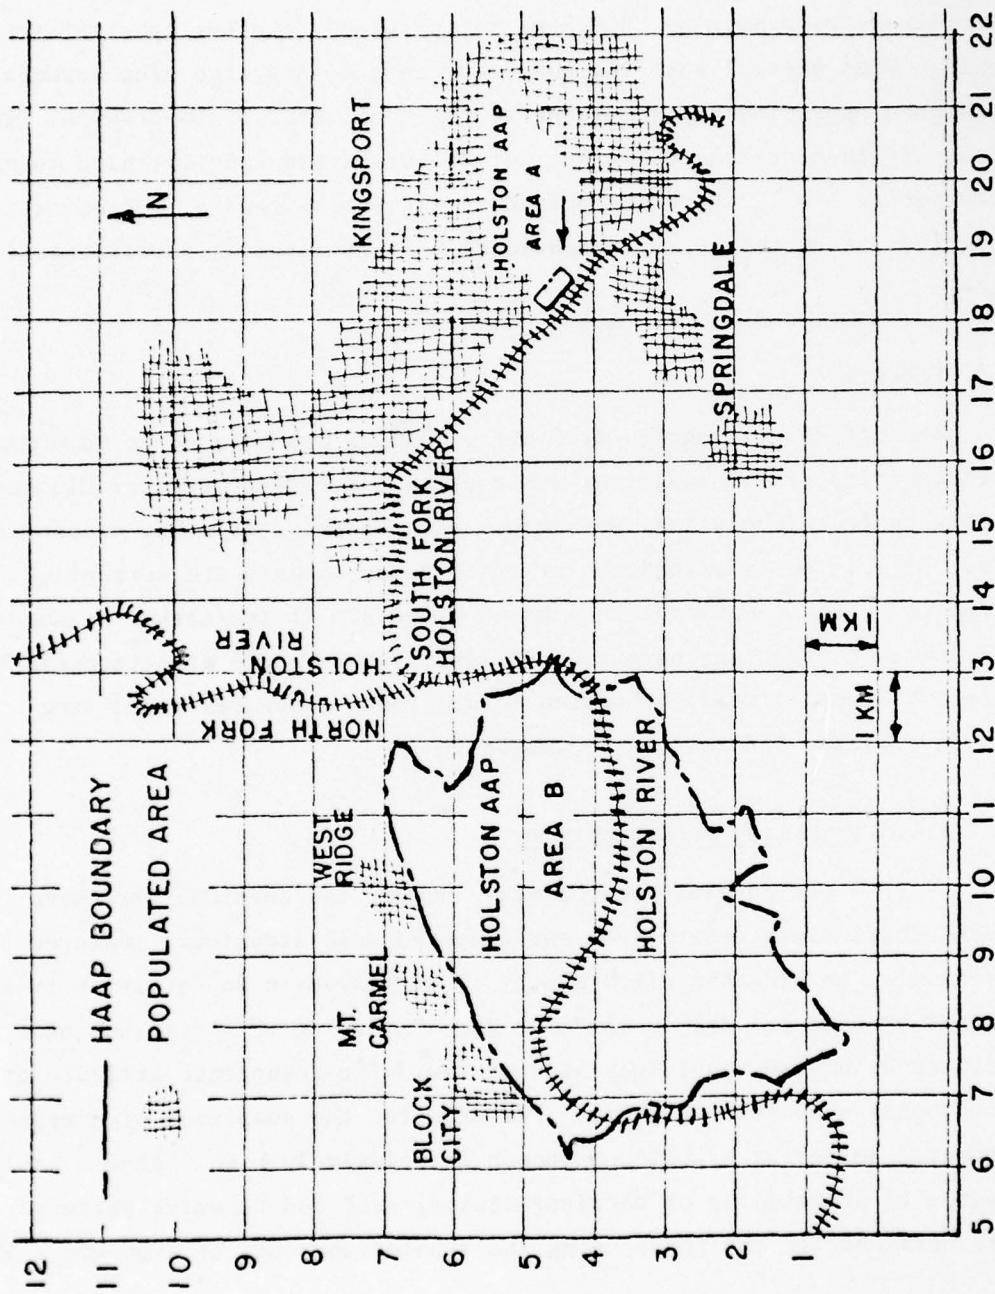 HAAP BOUNDARY
POPULATED AREA
N
KINGSPORT
HOLSTON AAP
AREA A
NORTH FORK
HOLSTON
RIVER
SOUTH FORK
HOLSTON RIVER
WEST
RIDGE
MT.
CARMEL
BLOCK
CITY
HOLSTON AAP
AREA B
HOLSTON RIVER
SPRINGDALE
1 KM
1 KM
12
11
10
9
8
7
6
5
4
3
2
1
5 6 7 8 9 10 11 12 13 14 15 16 17 18 19 20 21 22